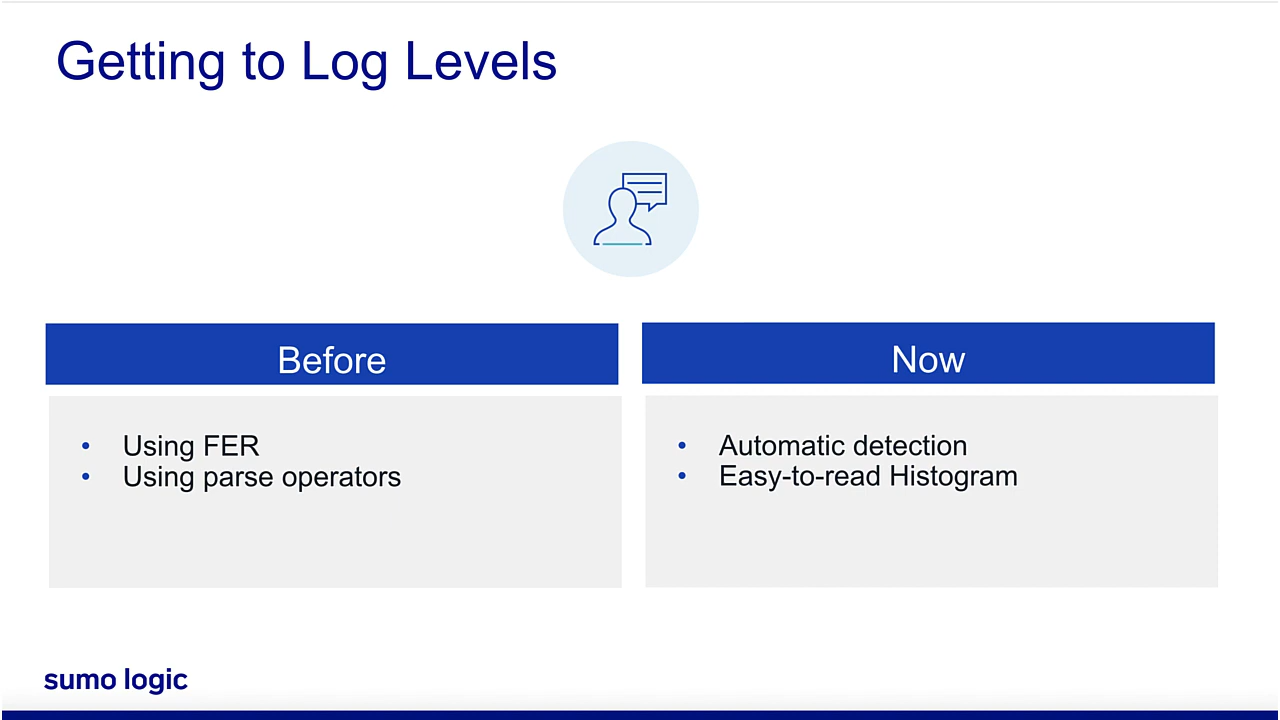 Getting to Log Levels
Before
Now
• Using FER
• Using parse operators
• Automatic detection
• Easy-to-read Histogram
sumo logic